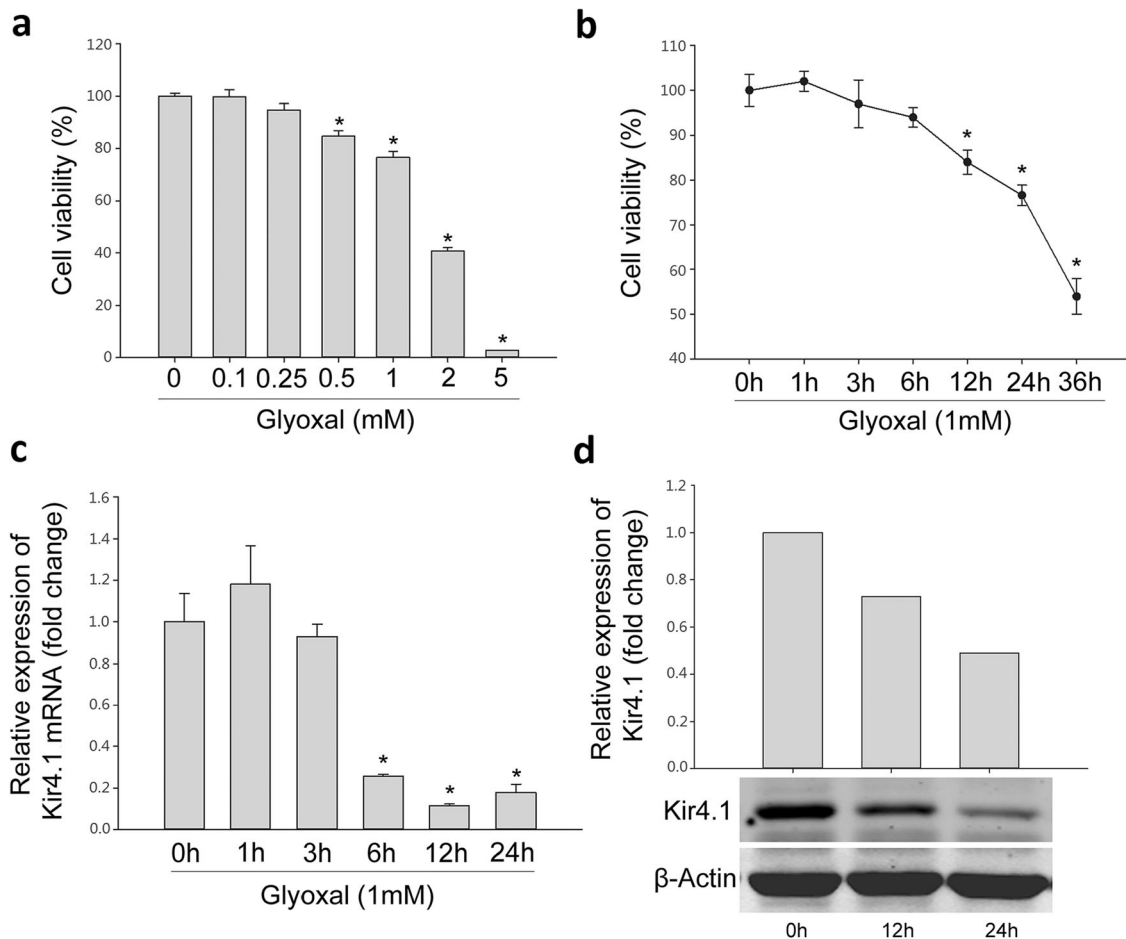 a
Cell viability (%)
120
100
80
60
40
20
0
*
*
*
*
0 0.1 0.25 0.5 1 2 5
Glyoxal (mM)
b
Cell viability (%)
110
100
90
80
70
60
50
40
*
*
*
0h 1h 3h 6h 12h 24h 36h
Glyoxal (1mM)
c
Relative expression of
Kir4.1 mRNA (fold change)
1.6
1.4
1.2
1.0
0.8
0.6
0.4
0.2
0.0
*
*
*
0h 1h 3h 6h 12h 24h
Glyoxal (1mM)
d
Relative expression of
Kir4.1 (fold change)
1.2
1.0
0.8
0.6
0.4
0.2
0.0
Kir4.1
β-Actin
0h 12h 24h